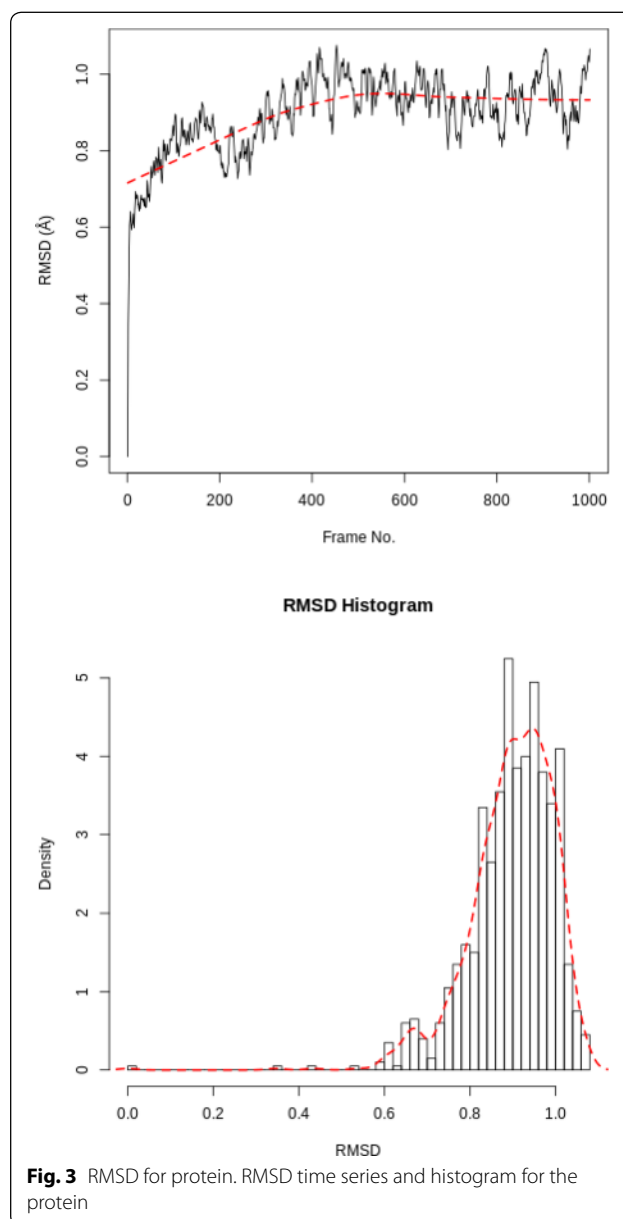 RMSD (Å)
1.0
0.8
0.6
0.4
0.2
0.0
0 200 400 600 800 1000
Frame No.
RMSD Histogram
Density
5
4
3
2
1
0
0.0 0.2 0.4 0.6 0.8 1.0
RMSD
Fig. 3 RMSD for protein. RMSD time series and histogram for the
protein